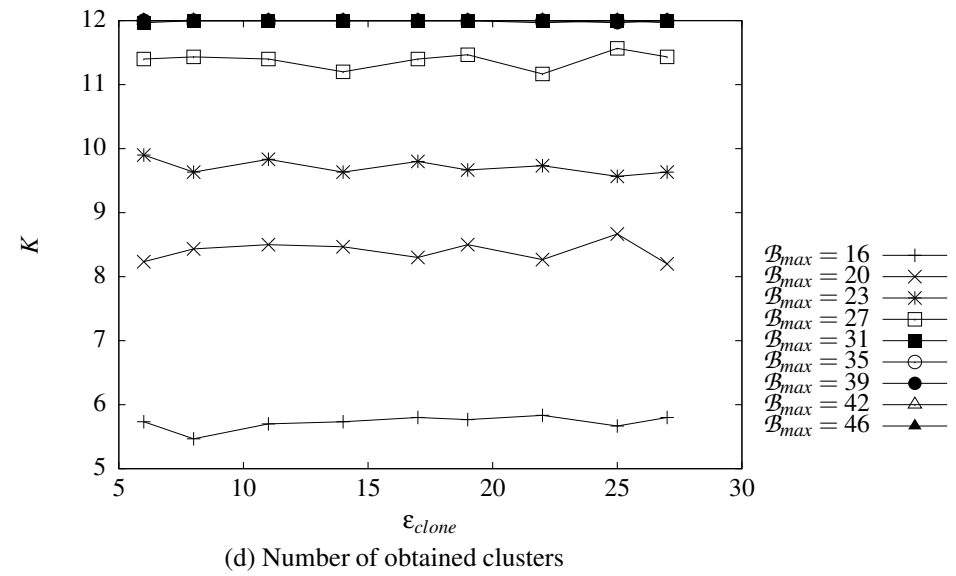 12
11
10
9
8
7
6
5
K
5
10
15
20
25
30
ε_clone
ℬ_max = 16
ℬ_max = 20
ℬ_max = 23
ℬ_max = 27
ℬ_max = 31
ℬ_max = 35
ℬ_max = 39
ℬ_max = 42
ℬ_max = 46
(d) Number of obtained clusters